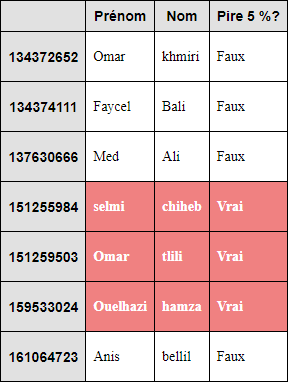 Prénom Nom Pire 5 %?
134372652 Omar khmiri Faux
134374111 Faycel Bali Faux
137630666 Med Ali Faux
151255984 selmi chiheb Vrai
151259503 Omar tlili Vrai
159533024 Ouelhazi hamza Vrai
161064723 Anis bellil Faux